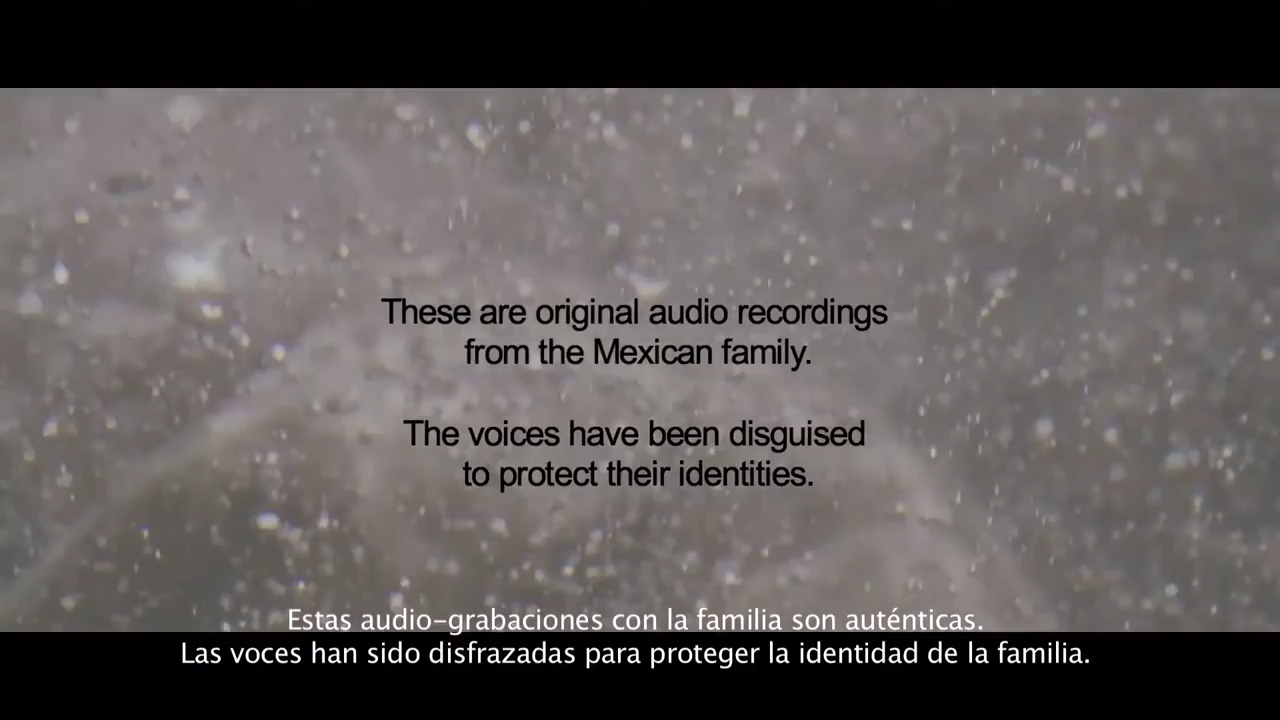 These are original audio recordings
from the Mexican family.
The voices have been disguised
to protect their identities.
Estas audio-grabaciones con la familia son auténticas.
Las voces han sido disfrazadas para proteger la identidad de la familia.